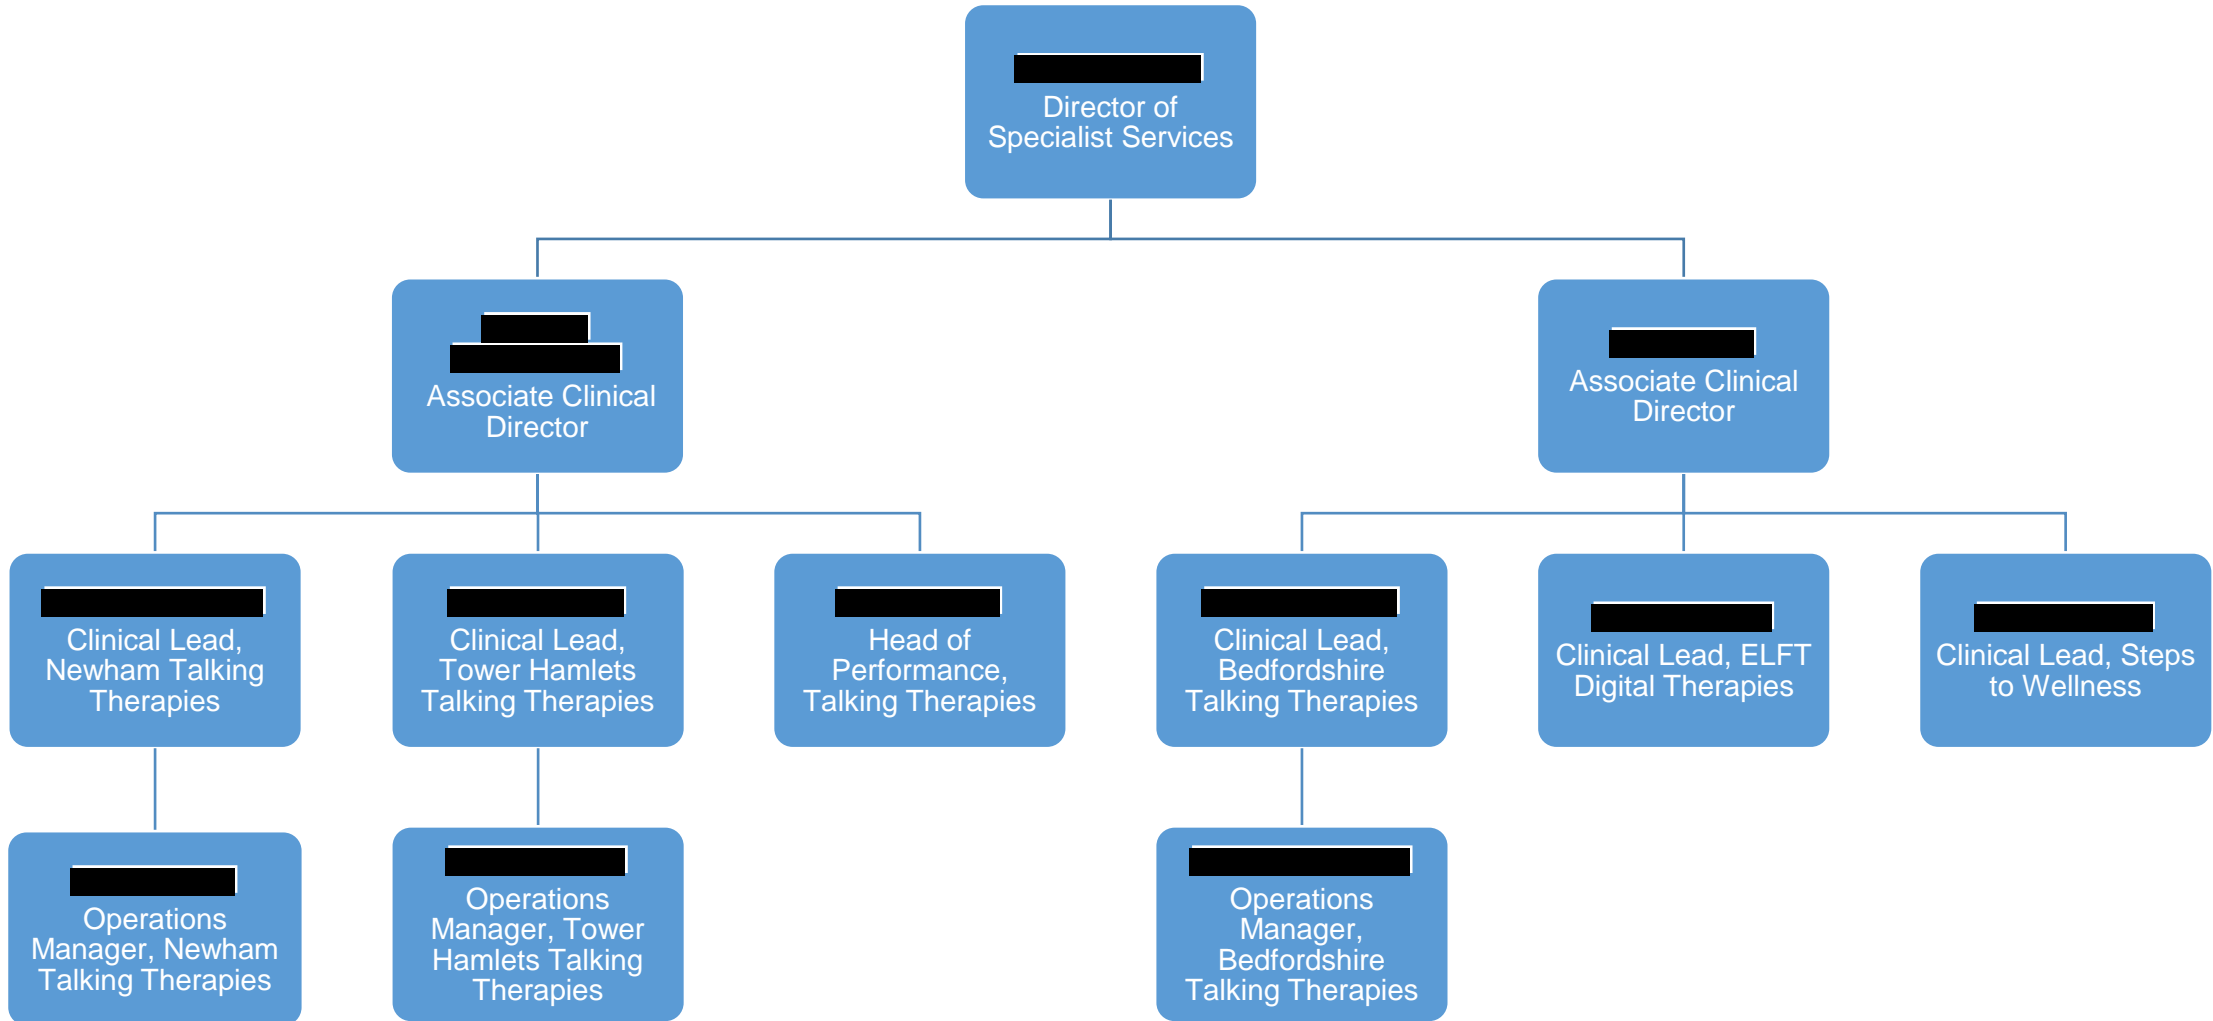 Director of
Specialist Services
Associate Clinical
Director
Associate Clinical
Director
Clinical Lead,
Newham Talking
Therapies
Clinical Lead,
Tower Hamlets
Talking Therapies
Head of
Performance,
Talking Therapies
Clinical Lead,
Bedfordshire
Talking Therapies
Clinical Lead, ELFT
Digital Therapies
Clinical Lead, Steps
to Wellness
Operations
Manager, Newham
Talking Therapies
Operations
Manager, Tower
Hamlets Talking
Therapies
Operations
Manager,
Bedfordshire
Talking Therapies